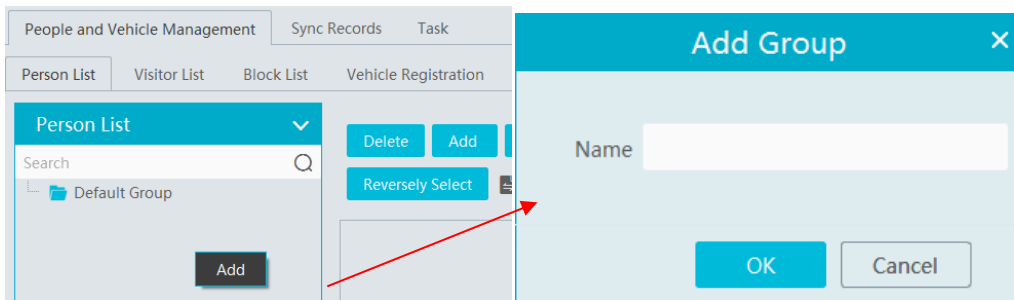 People and Vehicle Management Sync Records Task
Person List Visitor List Block List Vehicle Registration
Person List
Search
Default Group
Add
Delete Add
Reversely Select
Add Group
Name
OK Cancel